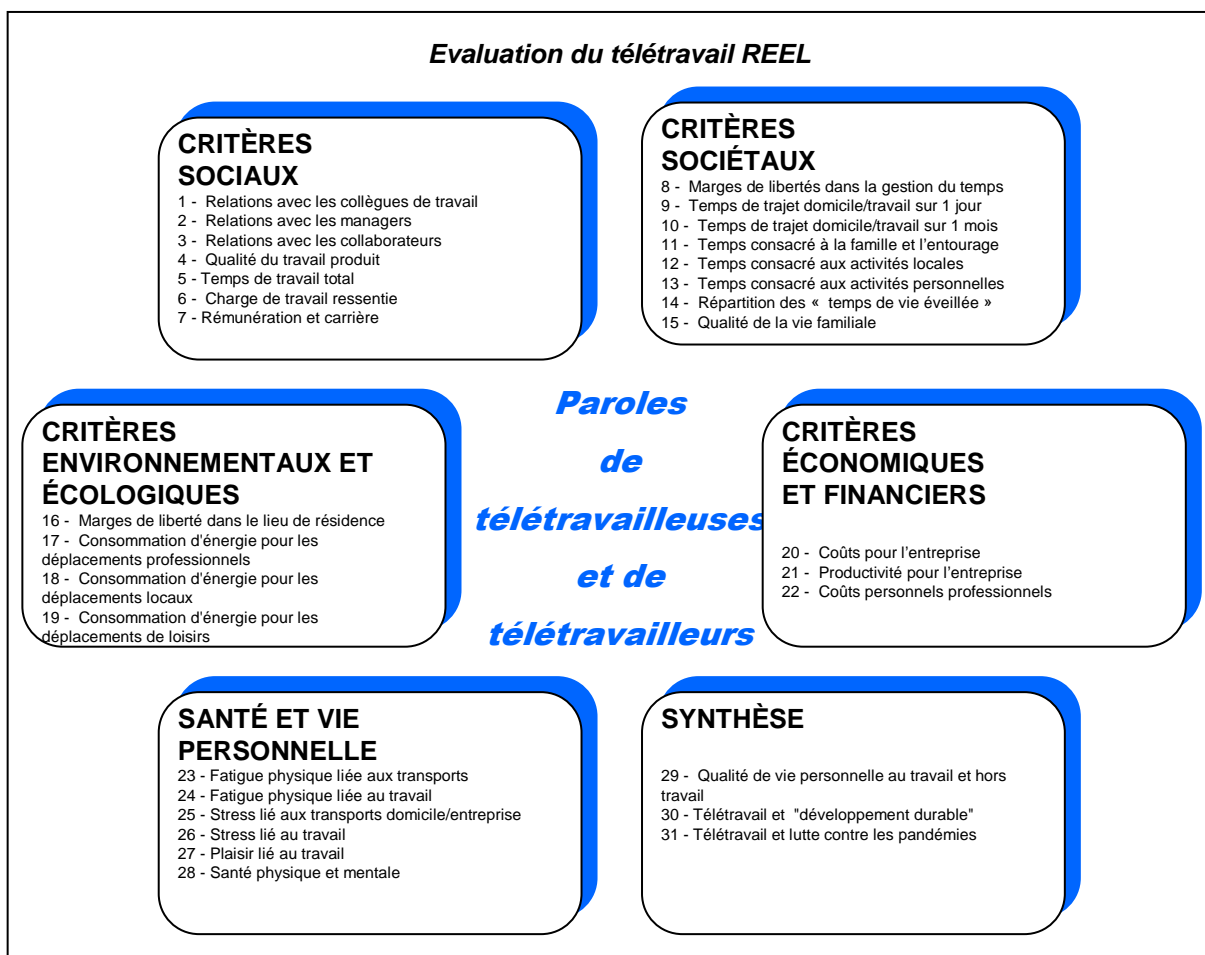 Evaluation du télétravail REEL
CRITÈRES
SOCIAUX
1 - Relations avec les collègues de travail
2 - Relations avec les managers
3 - Relations avec les collaborateurs
4 - Qualité du travail produit
5 - Temps de travail total
6 - Charge de travail ressentie
7 - Rémunération et carrière
CRITÈRES
SOCIÉTAUX
8 - Marges de libertés dans la gestion du temps
9 - Temps de trajet domicile/travail sur 1 jour
10 - Temps de trajet domicile/travail sur 1 mois
11 - Temps consacré à la famille et l'entourage
12 - Temps consacré aux activités locales
13 - Temps consacré aux activités personnelles
14 - Répartition des « temps de vie éveillée »
15 - Qualité de la vie familiale
CRITÈRES
ENVIRONNEMENTAUX ET
ÉCOLOGIQUES
16 - Marges de liberté dans le lieu de résidence
17 - Consommation d'énergie pour les
déplacements professionnels
18 - Consommation d'énergie pour les
déplacements locaux
19 - Consommation d'énergie pour les
déplacements de loisirs
Paroles
de
télétravailleuses
et de
télétravailleurs
CRITÈRES
ÉCONOMIQUES
ET FINANCIERS
20 - Coûts pour l'entreprise
21 - Productivité pour l'entreprise
22 - Coûts personnels professionnels
SANTÉ ET VIE
PERSONNELLE
23 - Fatigue physique liée aux transports
24 - Fatigue physique liée au travail
25 - Stress lié aux transports domicile/entreprise
26 - Stress lié au travail
27 - Plaisir lié au travail
28 - Santé physique et mentale
SYNTHÈSE
29 - Qualité de vie personnelle au travail et hors
travail
30 - Télétravail et "développement durable"
31 - Télétravail et lutte contre les pandémies